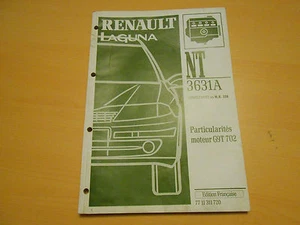 RENAULT
LAGUNA
NT
3631A
Particularités
moteur G9T 702
Edition Française